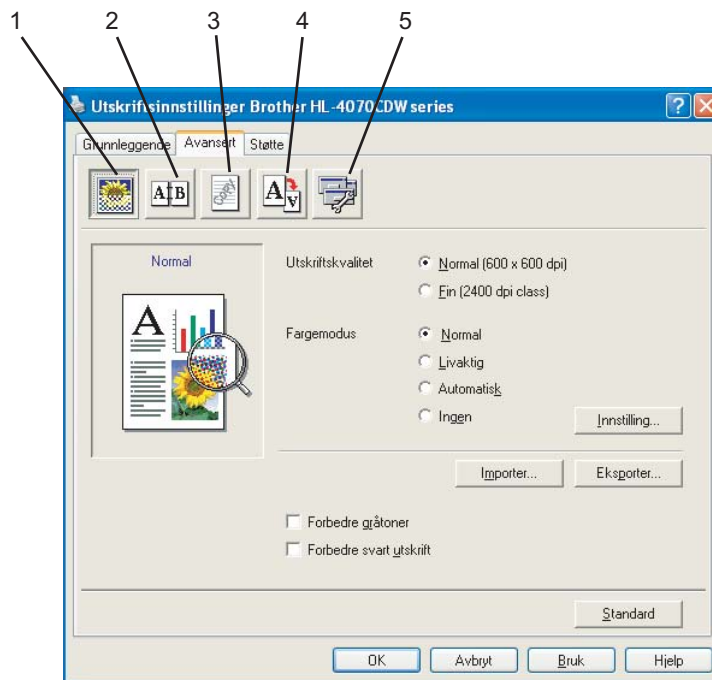 1 2 3 4 5
Utskriftsinnstillinger Brother HL-4070CDW series
Grunnleggende Avansert Støtte
A B Copy A A
Normal Utskriftskvalitet Normal (600 x 600 dpi)
Fin (2400 dpi class)
A Fargemodus Normal
Livaktig
Automatisk
Ingen Innstilling...
Importer... Eksporter...
Forbedre gråtoner
Forbedre svart utskrift
Standard
OK Avbryt Bruk Hjelp